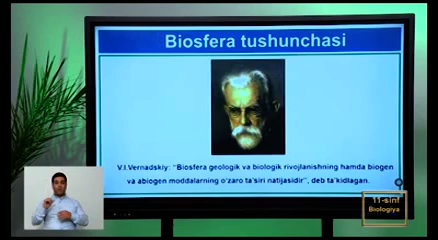 Biosfera tushunchasi
V.I.Vernadskiy: "Biosfera geologik va biologik rivojlanishning hamda biogen
va abiogen moddalarning o'zaro ta'siri natijasidir", deb ta'kidlagan.
11-sinf
Biologiya